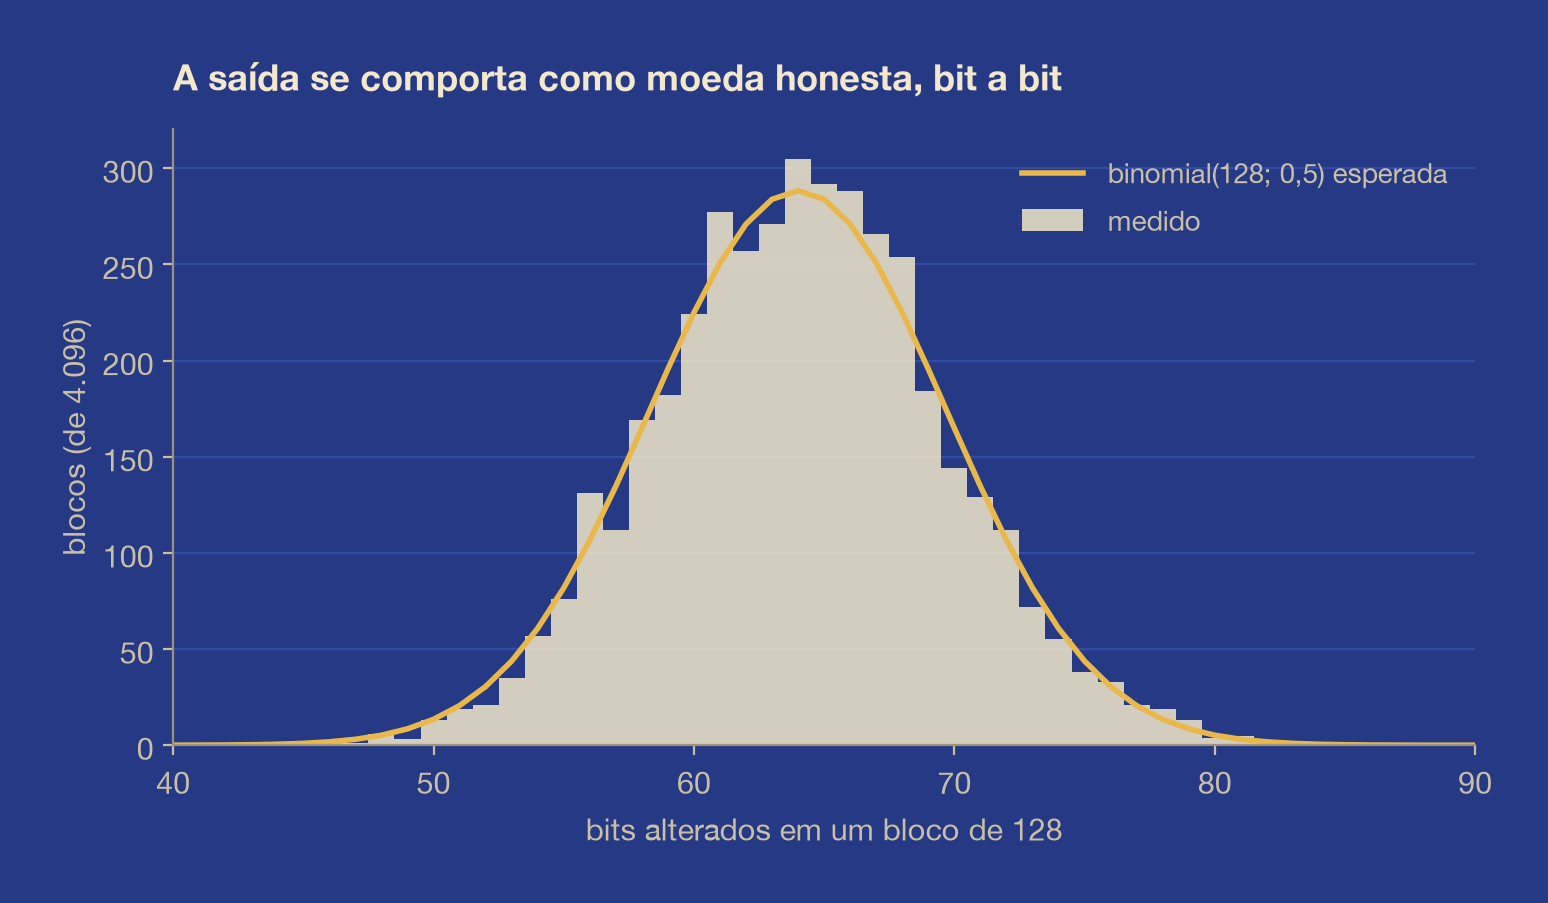 A saída se comporta como moeda honesta, bit a bit
binomial(128; 0,5) esperada
medido
blocos (de 4.096)
300
250
200
150
100
50
0
40 50 60 70 80 90
bits alterados em um bloco de 128